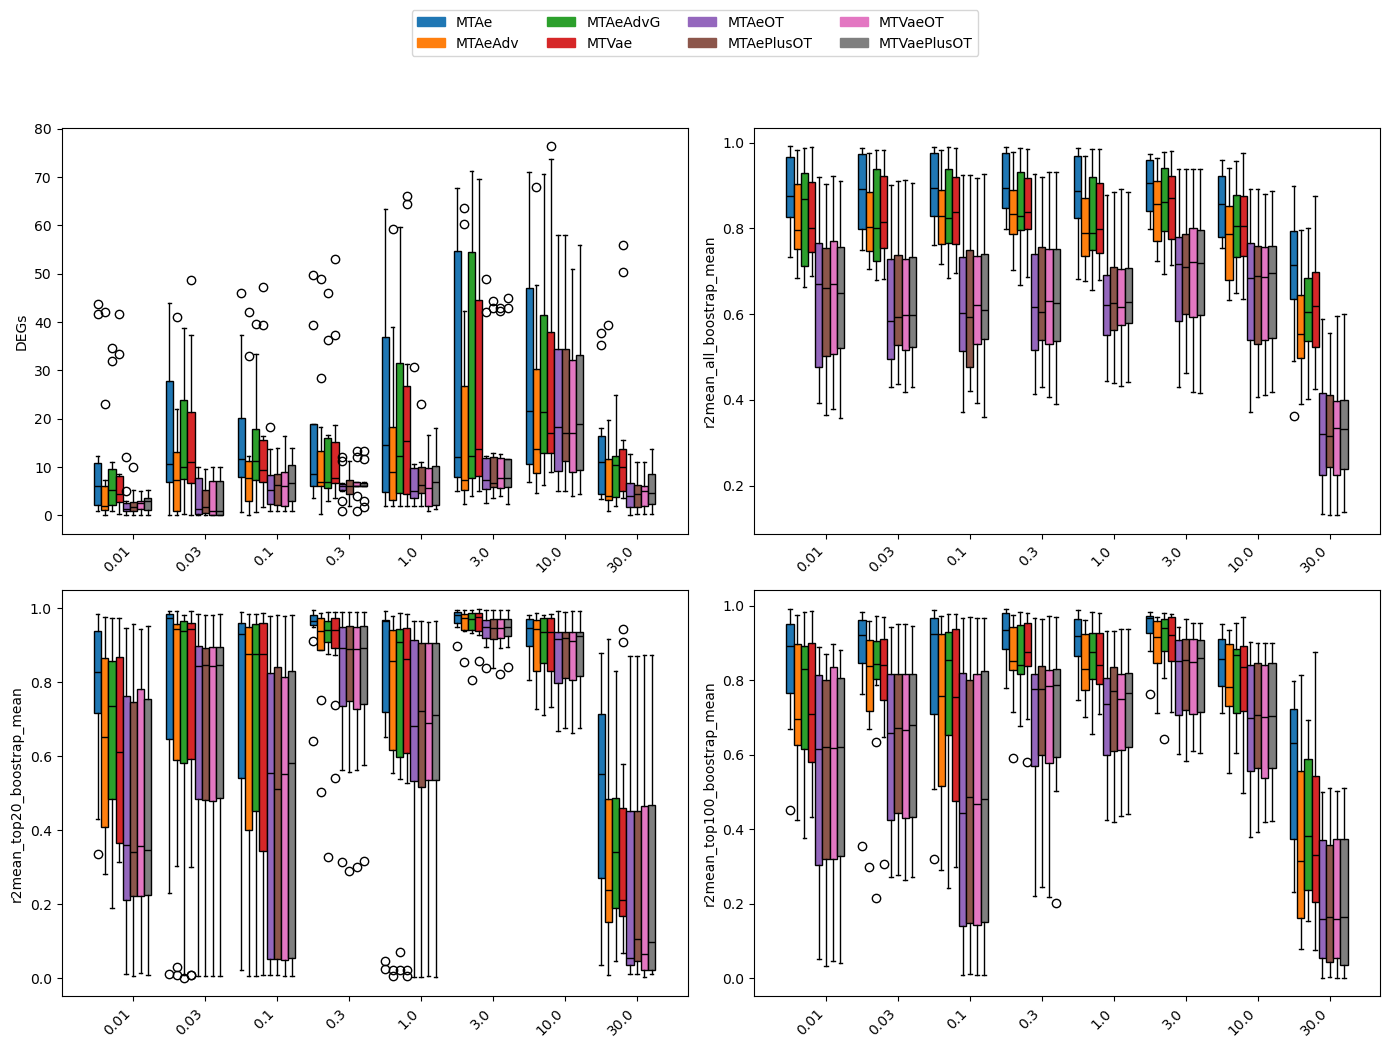 MTAe MTAeAdvG MTAeOT MTVaeOT
MTAeAdv MTVae MTAePlusOT MTVaePlusOT
DEGs
80
70
60
50
40
30
20
10
0
0.01 0.03 0.1 0.3 1.0 3.0 10.0 30.0
r2mean_all_boostrap_mean
1.0
0.8
0.6
0.4
0.2
0.01 0.03 0.1 0.3 1.0 3.0 10.0 30.0
r2mean_top20_boostrap_mean
1.0
0.8
0.6
0.4
0.2
0.0
0.01 0.03 0.1 0.3 1.0 3.0 10.0 30.0
r2mean_top100_boostrap_mean
1.0
0.8
0.6
0.4
0.2
0.0
0.01 0.03 0.1 0.3 1.0 3.0 10.0 30.0